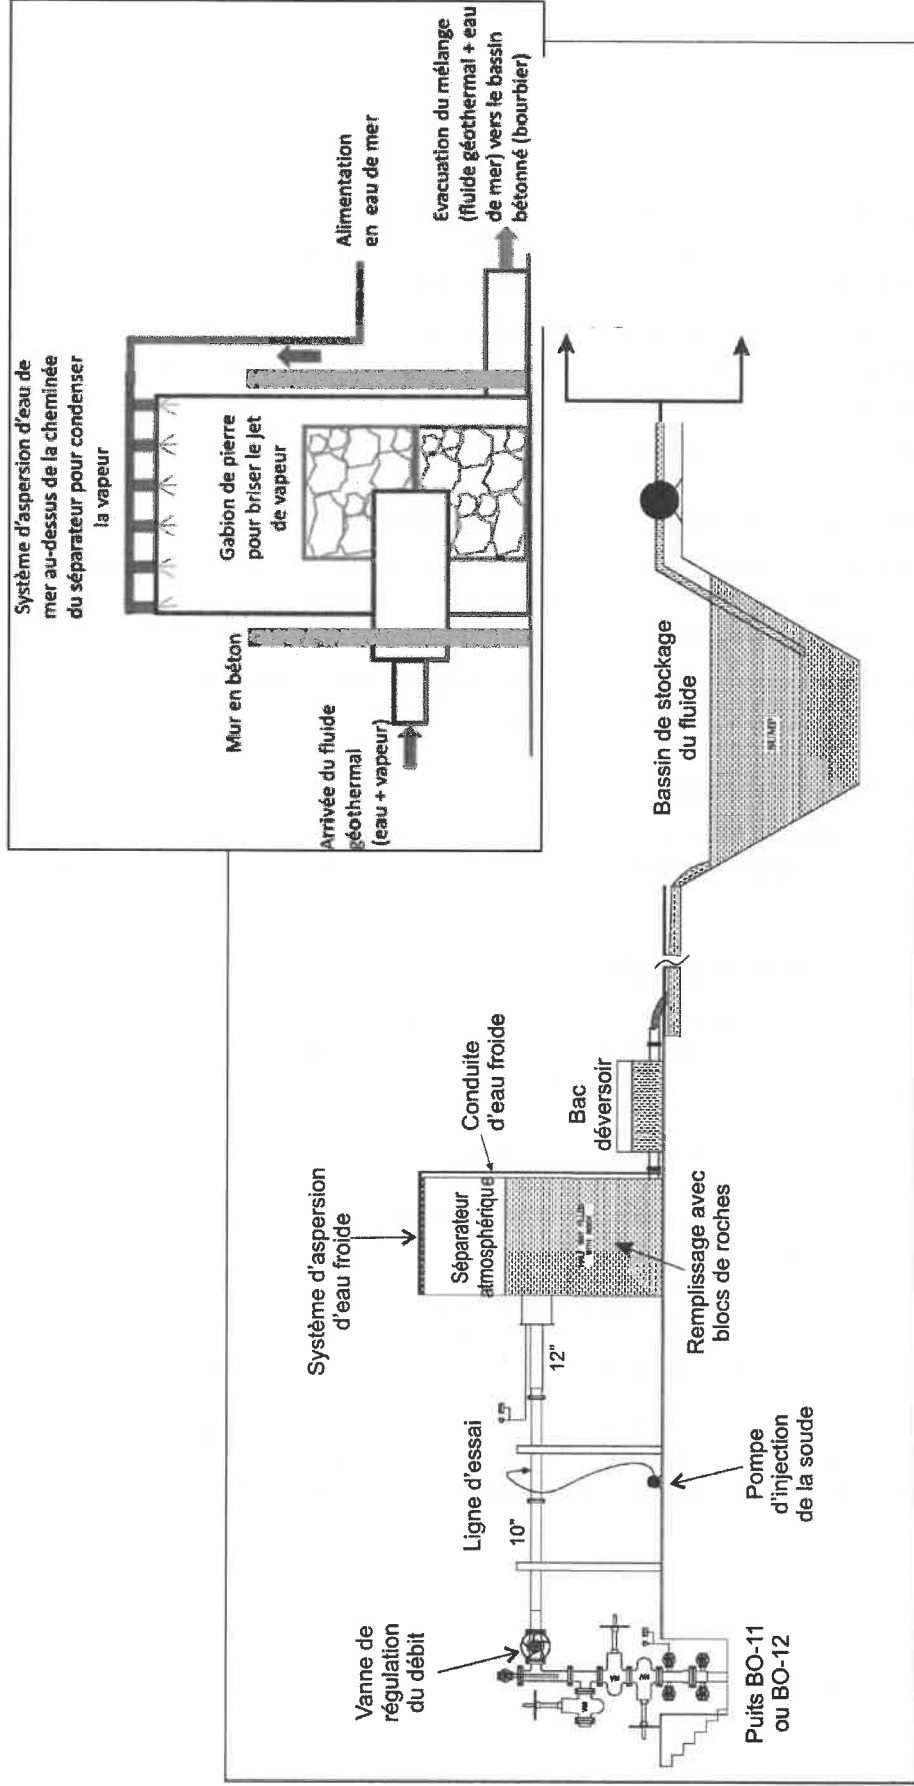 Système d'aspersion d'eau de
mer au-dessus de la cheminée
du séparateur pour condenser
la vapeur
Alimentation
en eau de mer
Mur en béton
Gabion de pierre
pour briser le jet
de vapeur
Arrivée du fluide
géothermal
(eau + vapeur)
Evacuation du mélange
(fluide géothermal + eau
de mer) vers le bassin
bétonné (bourbier)
Système d'aspersion
d'eau froide
Vanne de
régulation
du débit
Ligne d'essai
10"
12"
Séparateur
atmosphérique
Conduite
d'eau froide
Bac
déversoir
Bassin de stockage
du fluide
SUMP
Puits BO-11
ou BO-12
Pompe
d'injection
de la soude
Remplissage avec
blocs de roches